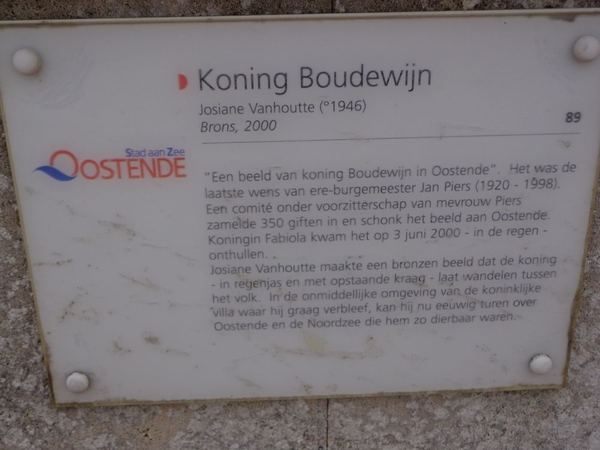 Koning Boudewijn
Josiane Vanhoutte (°1946)
Brons, 2000
89
Stad aan Zee
OOSTENDE
"Een beeld van koning Boudewijn in Oostende". Het was de
laatste wens van ere-burgemeester Jan Piers (1920 - 1998).
Een comité onder voorzitterschap van mevrouw Piers
zamelde 350 giften in en schonk het beeld aan Oostende.
Koningin Fabiola kwam het op 3 juni 2000 - in de regen -
onthullen.
Josiane Vanhoutte maakte een bronzen beeld dat de koning
- in regenjas en met opstaande kraag - laat wandelen tussen
het volk. In de onmiddellijke omgeving van de koninklijke
villa waar hij graag verbleef, kan hij nu eeuwig turen over
Oostende en de Noordzee die hem zo dierbaar waren.